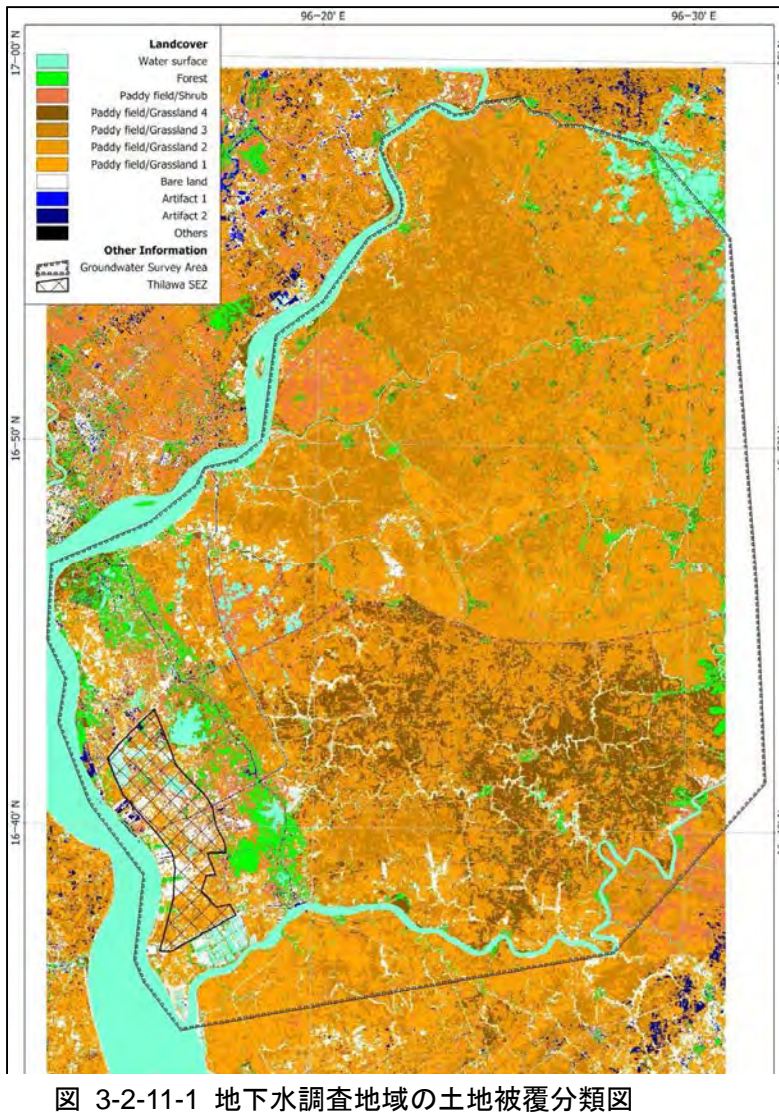 96-20' E
96-30' E
17-00' N
Landcover
Water surface
Forest
Paddy field/Shrub
Paddy field/Grassland 4
Paddy field/Grassland 3
Paddy field/Grassland 2
Paddy field/Grassland 1
Bare land
Artifact 1
Artifact 2
Others
Other Information
Groundwater Survey Area
Thilawa SEZ
16-50' N
16-40' N
図 3-2-11-1 地下水調査地域の土地被覆分類図